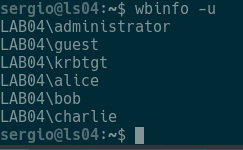 sergio@ls04:~$ wbinfo -u
LAB04\administrator
LAB04\guest
LAB04\krbtgt
LAB04\alice
LAB04\bob
LAB04\charlie
sergio@ls04:~$